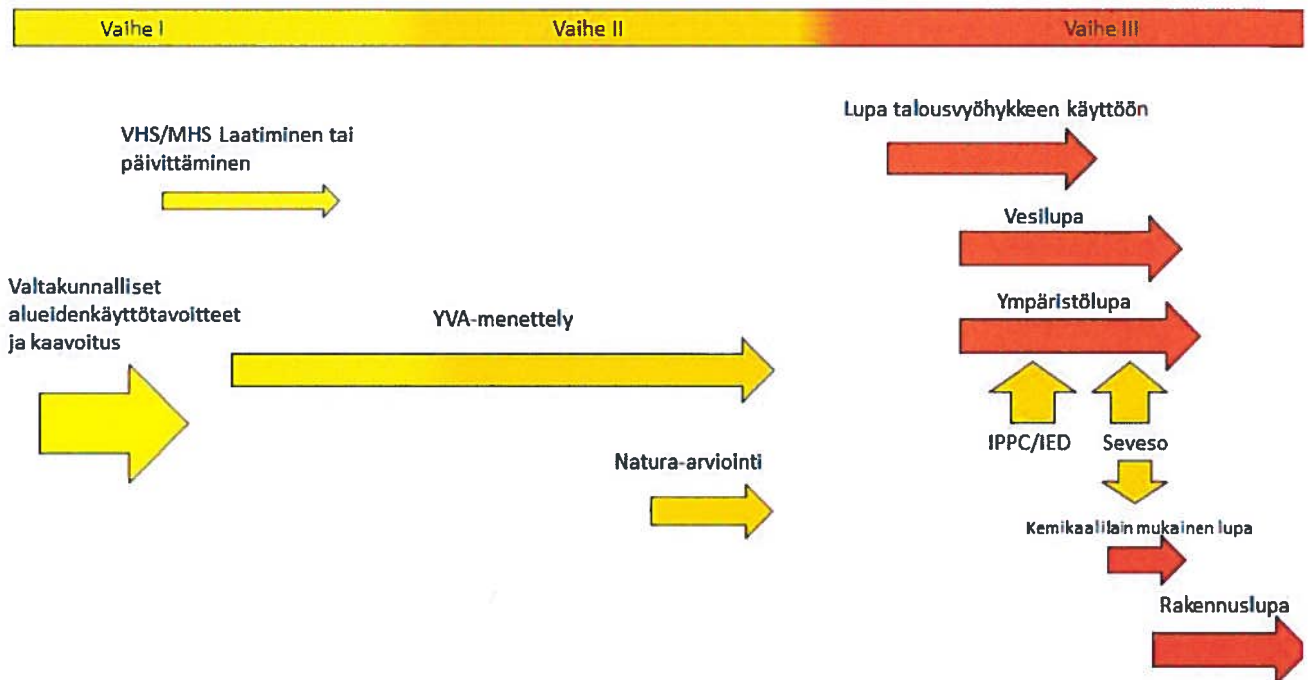 Vaihe I
Vaihe II
Vaihe III
VHS/MHS Laatiminen tai
päivittäminen
Lupa talousvyöhykkeen käyttöön
Vesilupa
Valtakunnalliset
alueidenkäyttötavoitteet
ja kaavoitus
YVA-menettely
Ympäristölupa
IPPC/IED
Seveso
Natura-arviointi
Kemikaalilain mukainen lupa
Rakennuslupa